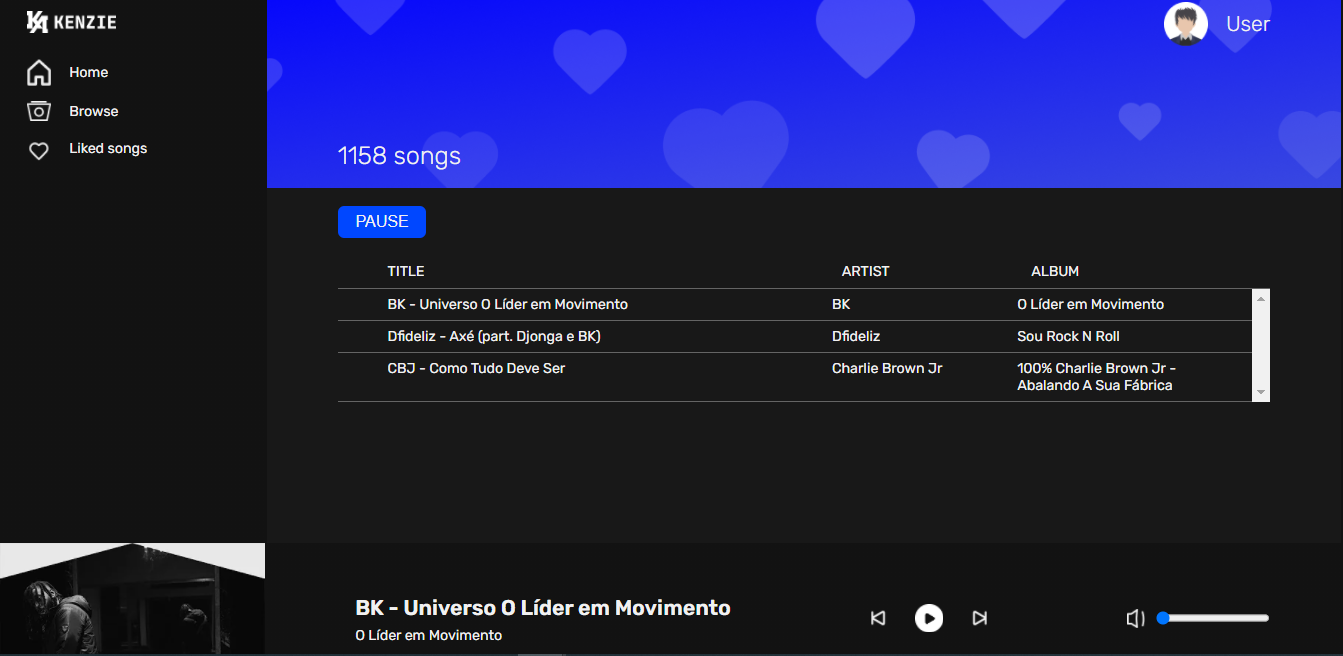 KENZIE
Home
Browse
Liked songs
User
1158 songs
PAUSE
TITLE ARTIST ALBUM
BK - Universo O Líder em Movimento BK O Líder em Movimento
Dfideliz - Axé (part. Djonga e BK) Dfideliz Sou Rock N Roll
CBJ - Como Tudo Deve Ser Charlie Brown Jr 100% Charlie Brown Jr -
Abalando A Sua Fábrica
BK - Universo O Líder em Movimento
O Líder em Movimento